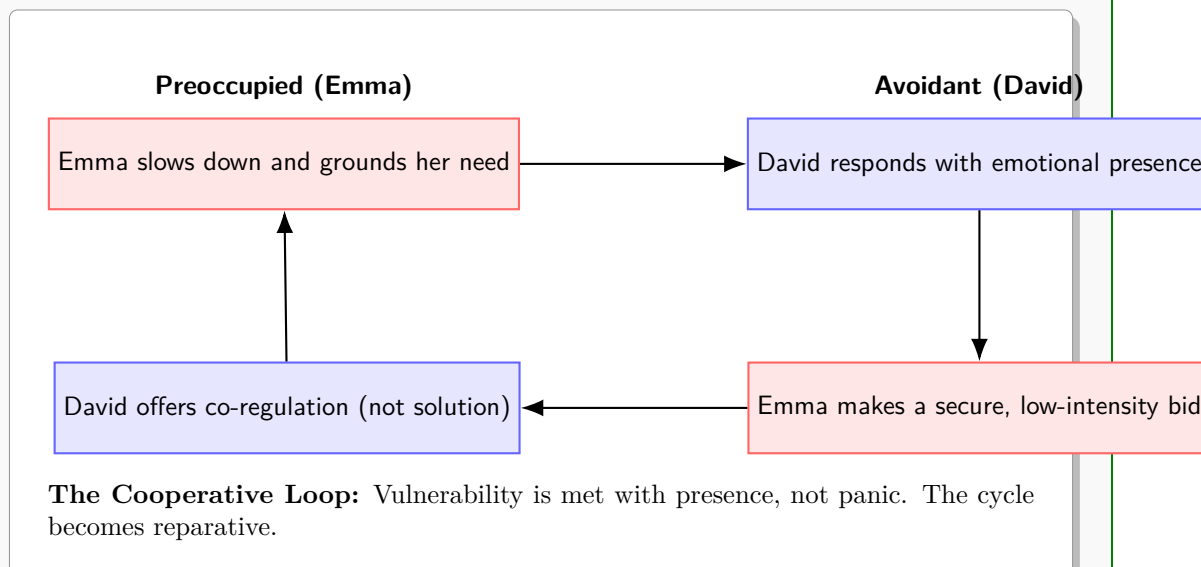 Preoccupied (Emma)
Avoidant (David)
Emma slows down and grounds her need
David responds with emotional presence
David offers co-regulation (not solution)
Emma makes a secure, low-intensity bid
The Cooperative Loop: Vulnerability is met with presence, not panic. The cycle
becomes reparative.